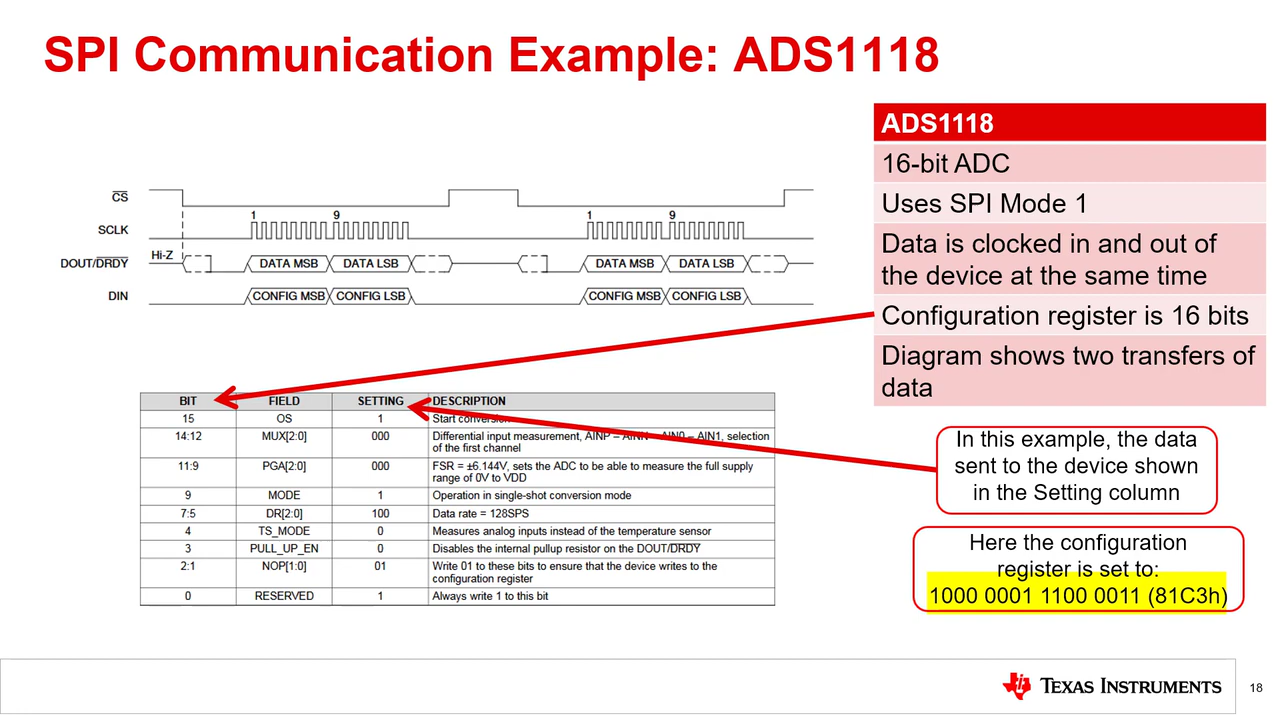 SPI Communication Example: ADS1118
CS
SCLK
DOUT/DRDY
DIN
Hi-Z
1
9
1
9
DATA MSB
DATA LSB
DATA MSB
DATA LSB
CONFIG MSB
CONFIG LSB
CONFIG MSB
CONFIG LSB
ADS1118
16-bit ADC
Uses SPI Mode 1
Data is clocked in and out of
the device at the same time
Configuration register is 16 bits
Diagram shows two transfers of
data
BIT FIELD SETTING DESCRIPTION
15 OS 1 Start conversion
14:12 MUX[2:0] 000 Differential input measurement, AINP – AINN = AIN0 – AIN1, selection
of the first channel
11:9 PGA[2:0] 000 FSR = ±6.144V, sets the ADC to be able to measure the full supply
range of 0V to VDD
9 MODE 1 Operation in single-shot conversion mode
7:5 DR[2:0] 100 Data rate = 128SPS
4 TS_MODE 0 Measures analog inputs instead of the temperature sensor
3 PULL_UP_EN 0 Disables the internal pullup resistor on the DOUT/DRDY
2:1 NOP[1:0] 01 Write 01 to these bits to ensure that the device writes to the
configuration register
0 RESERVED 1 Always write 1 to this bit
In this example, the data
sent to the device shown
in the Setting column
Here the configuration
register is set to:
1000 0001 1100 0011 (81C3h)
TEXAS INSTRUMENTS
18